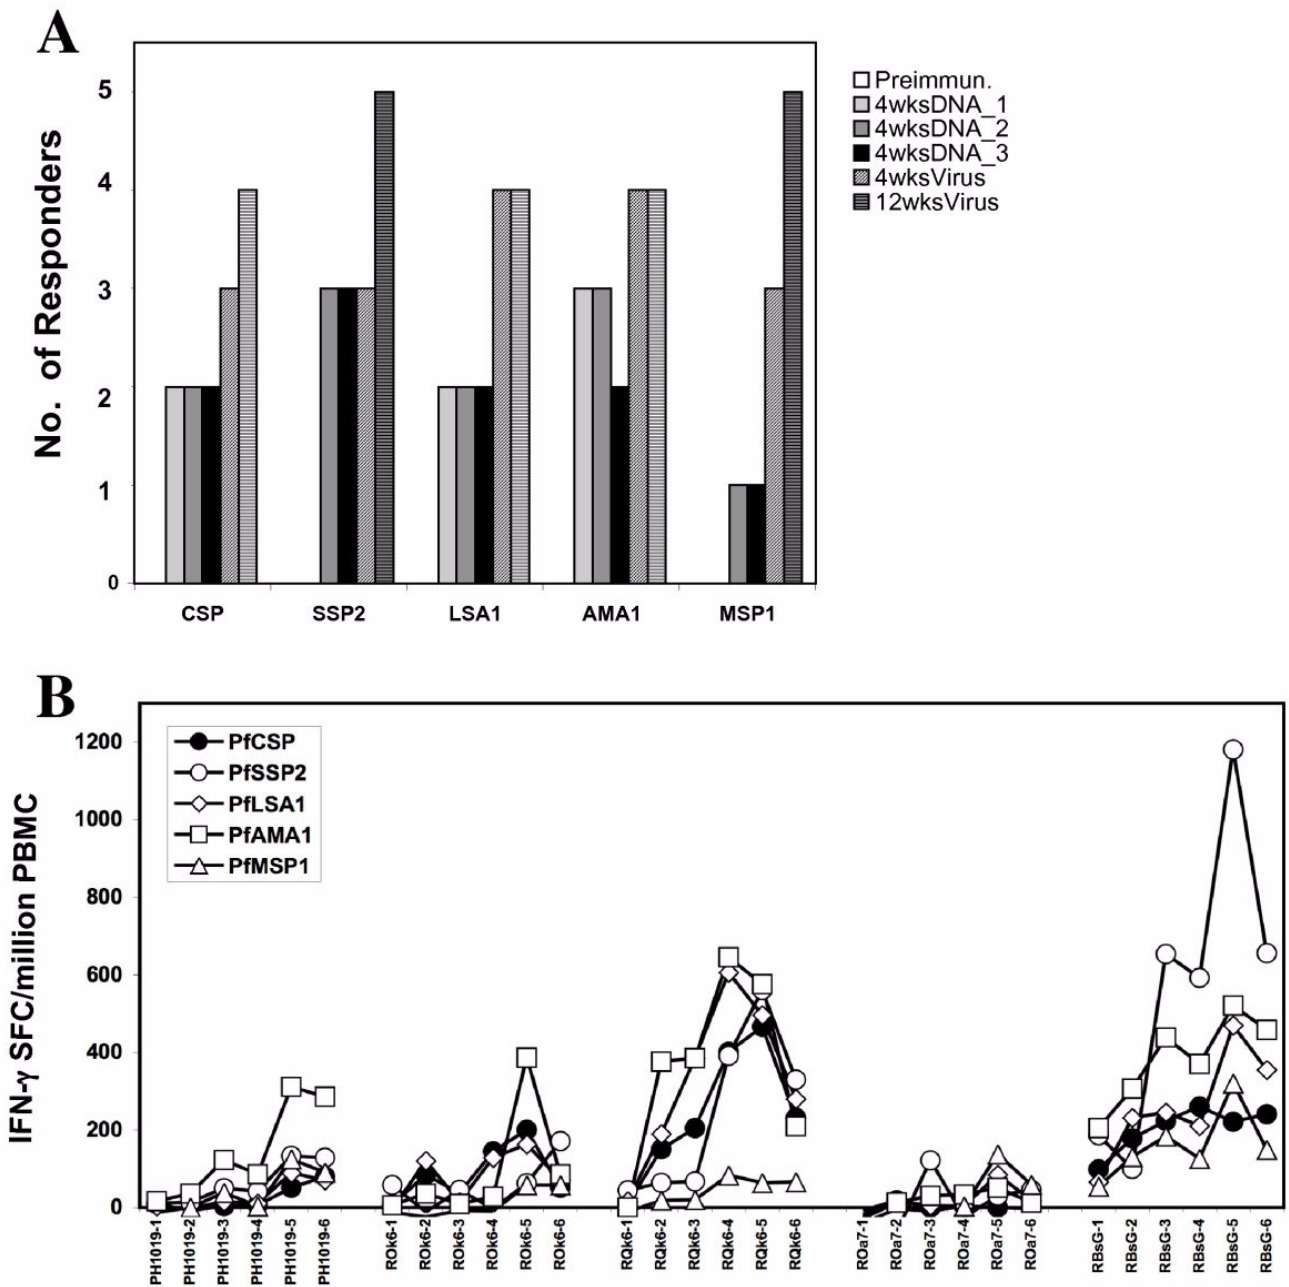 A
No. of Responders
5
4
3
2
1
0
CSP SSP2 LSA1 AMA1 MSP1
Preimmun.
4wksDNA_1
4wksDNA_2
4wksDNA_3
4wksVirus
12wksVirus
B
IFN-γ SFC/million PBMC
1200
1000
800
600
400
200
0
PfCSP
PfSSP2
PfLSA1
PfAMA1
PfMSP1
PH1019-1
PH1019-2
PH1019-3
PH1019-4
PH1019-5
PH1019-6
ROk6-1
ROk6-2
ROk6-3
ROk6-4
ROk6-5
ROk6-6
RQk6-1
RQk6-2
RQk6-3
RQk6-4
RQk6-5
RQk6-6
ROa7-1
ROa7-2
ROa7-3
ROa7-4
ROa7-5
ROa7-6
RBsG-1
RBsG-2
RBsG-3
RBsG-4
RBsG-5
RBsG-6